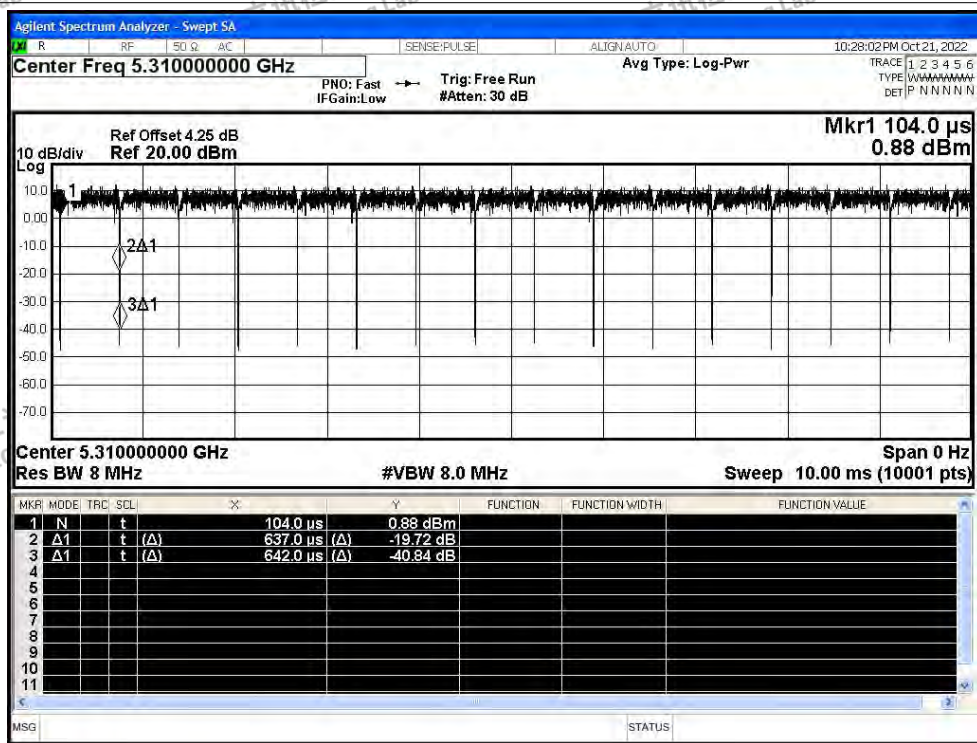 Agilent Spectrum Analyzer - Swept SA
R RF 50 Ω AC SENSE:PULSE ALIGN AUTO 10:28:02 PM Oct 21, 2022
Center Freq 5.310000000 GHz
PNO: Fast
IFGain:Low
Trig: Free Run
#Atten: 30 dB
Avg Type: Log-Pwr
TRACE 1 2 3 4 5 6
TYPE
DET P N N N N N
Ref Offset 4.25 dB
10 dB/div Ref 20.00 dBm
Log
Mkr1 104.0 µs
0.88 dBm
10.0
0.00
-10.0
-20.0
-30.0
-40.0
-50.0
-60.0
-70.0
1
2Δ1
3Δ1
Center 5.310000000 GHz Span 0 Hz
Res BW 8 MHz #VBW 8.0 MHz Sweep 10.00 ms (10001 pts)
MKR MODE TRC SCL X Y FUNCTION FUNCTION WIDTH FUNCTION VALUE
1 N t 104.0 µs 0.88 dBm
2 Δ1 t (Δ) 637.0 µs (Δ) -19.72 dB
3 Δ1 t (Δ) 642.0 µs (Δ) -40.84 dB
4
5
6
7
8
9
10
11
MSG STATUS